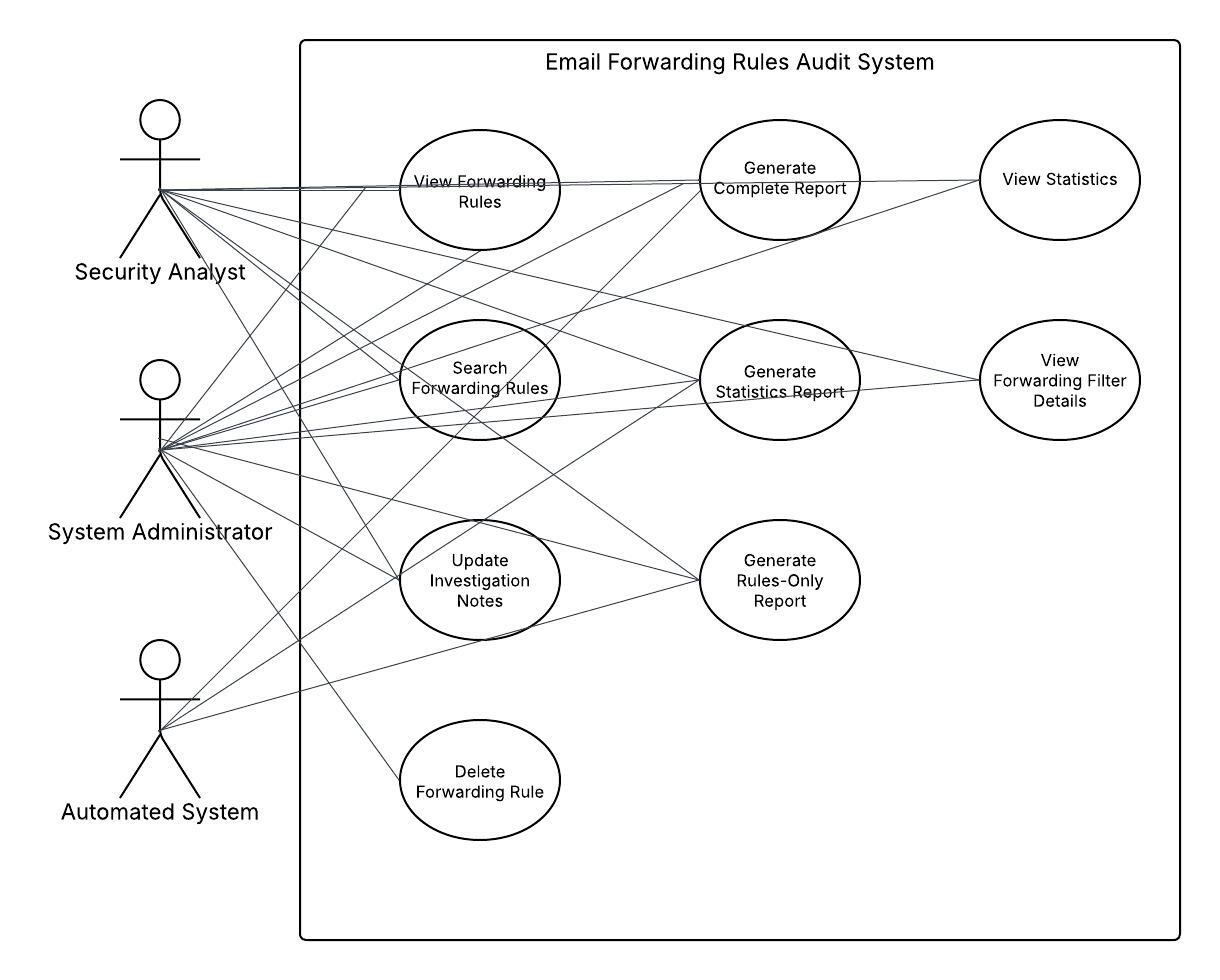 Email Forwarding Rules Audit System
View Forwarding
Rules
Generate
Complete Report
View Statistics
Security Analyst
Search
Forwarding Rules
Generate
Statistics Report
View
Forwarding Filter
Details
System Administrator
Update
Investigation
Notes
Generate
Rules-Only
Report
Delete
Forwarding Rule
Automated System